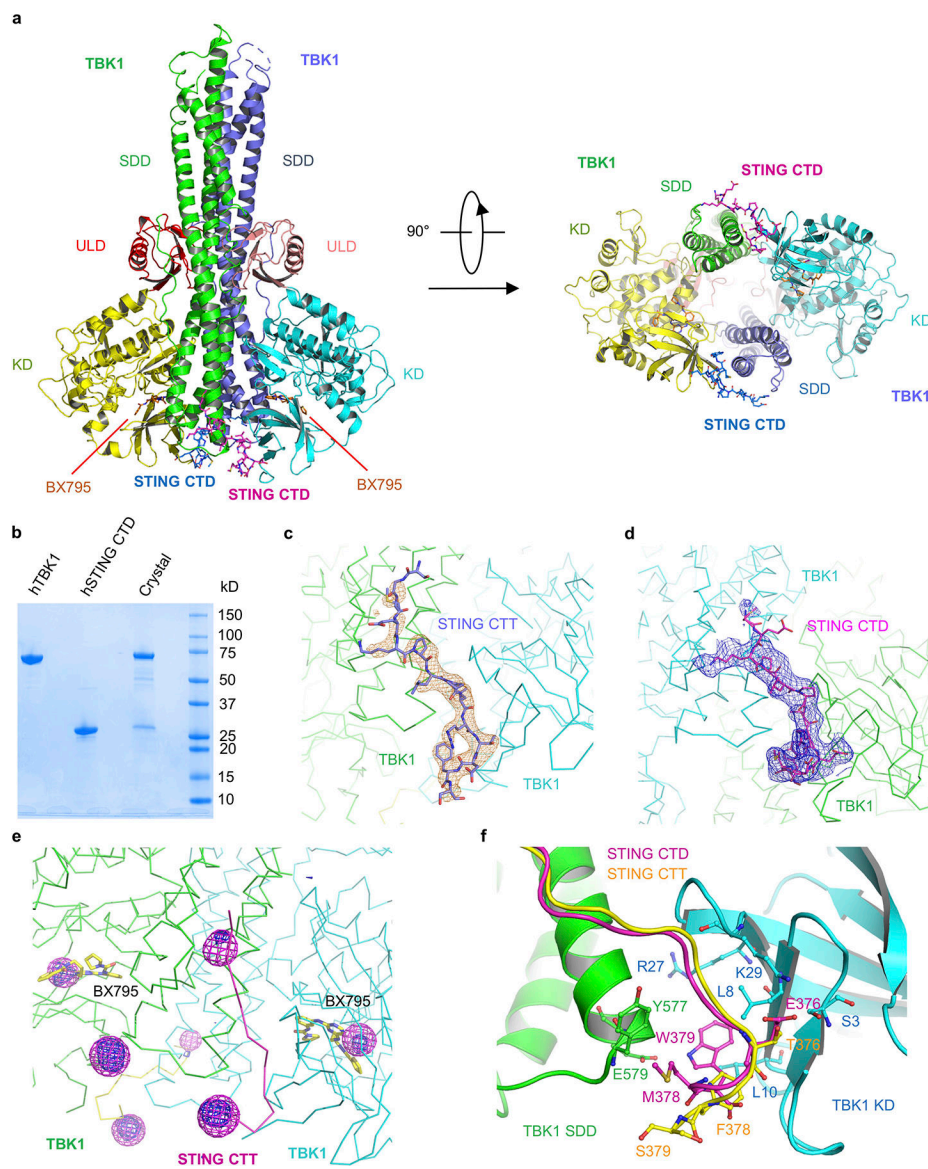 a
TBK1
TBK1
SDD
SDD
ULD
ULD
KD
KD
BX795
BX795
STING CTD
STING CTD
90°
TBK1
STING CTD
SDD
KD
KD
SDD
STING CTD
TBK1
b
hTBK1
hSTING CTD
Crystal
kD
150
100
75
50
37
25
20
15
10
c
STING CTT
TBK1
TBK1
d
TBK1
STING CTD
TBK1
e
BX795
BX795
TBK1
STING CTT
TBK1
f
STING CTD
STING CTT
R27
K29
L8
E376
S3
Y577
W379
T376
E579
M378
L10
F378
S379
TBK1 SDD
TBK1 KD